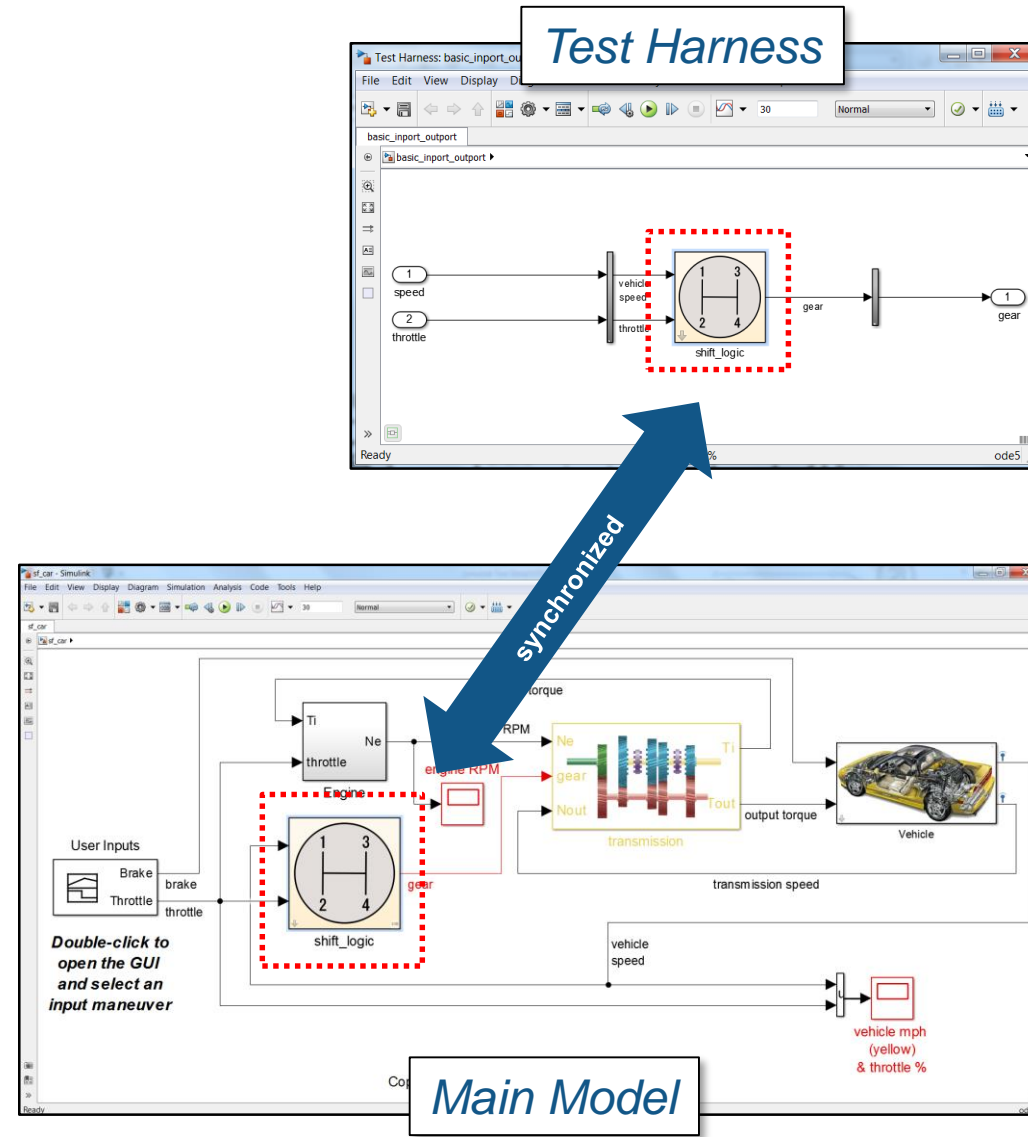 Test Harness
Test Harness: basic_inport_ou
File Edit View Display Di
30
Normal
basic_inport_outport
basic_inport_outport
1
speed
2
throttle
vehicle
speed
throttle
1 3
2 4
shift_logic
gear
1
gear
Ready
%
ode5
synchronized
sf_car - Simulink
File Edit View Display Diagram Simulation Analysis Code Tools Help
30
Normal
sf_car
sf_car
torque
Ti
Ne
throttle
Engine
RPM
engine RPM
Ne
gear
Nout
Ti
Tout
transmission
output torque
Vehicle
User Inputs
Brake
Throttle
brake
throttle
1 3
2 4
shift_logic
gear
transmission speed
Double-click to
open the GUI
and select an
input maneuver
vehicle
speed
vehicle mph
(yellow)
& throttle %
Cop
Main Model
Ready